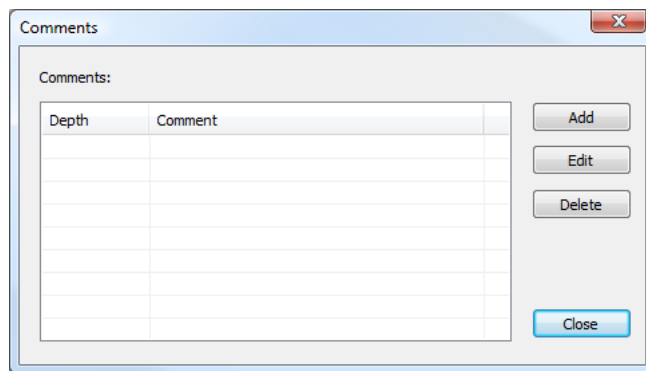 Comments
Comments:
Depth Comment
Add
Edit
Delete
Close